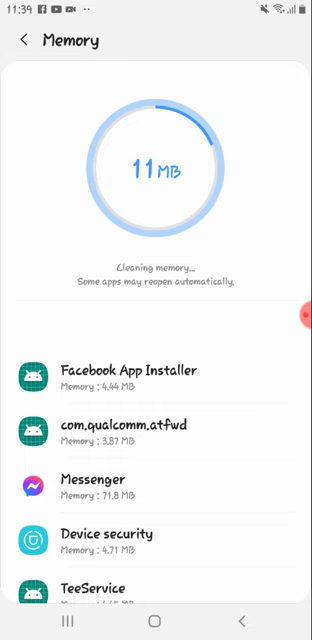 11:39
Memory
11 MB
Cleaning memory...
Some apps may reopen automatically.
Facebook App Installer
Memory : 4.44 MB
com.qualcomm.atfwd
Memory : 3.87 MB
Messenger
Memory : 71.8 MB
Device security
Memory : 4.71 MB
TeeService